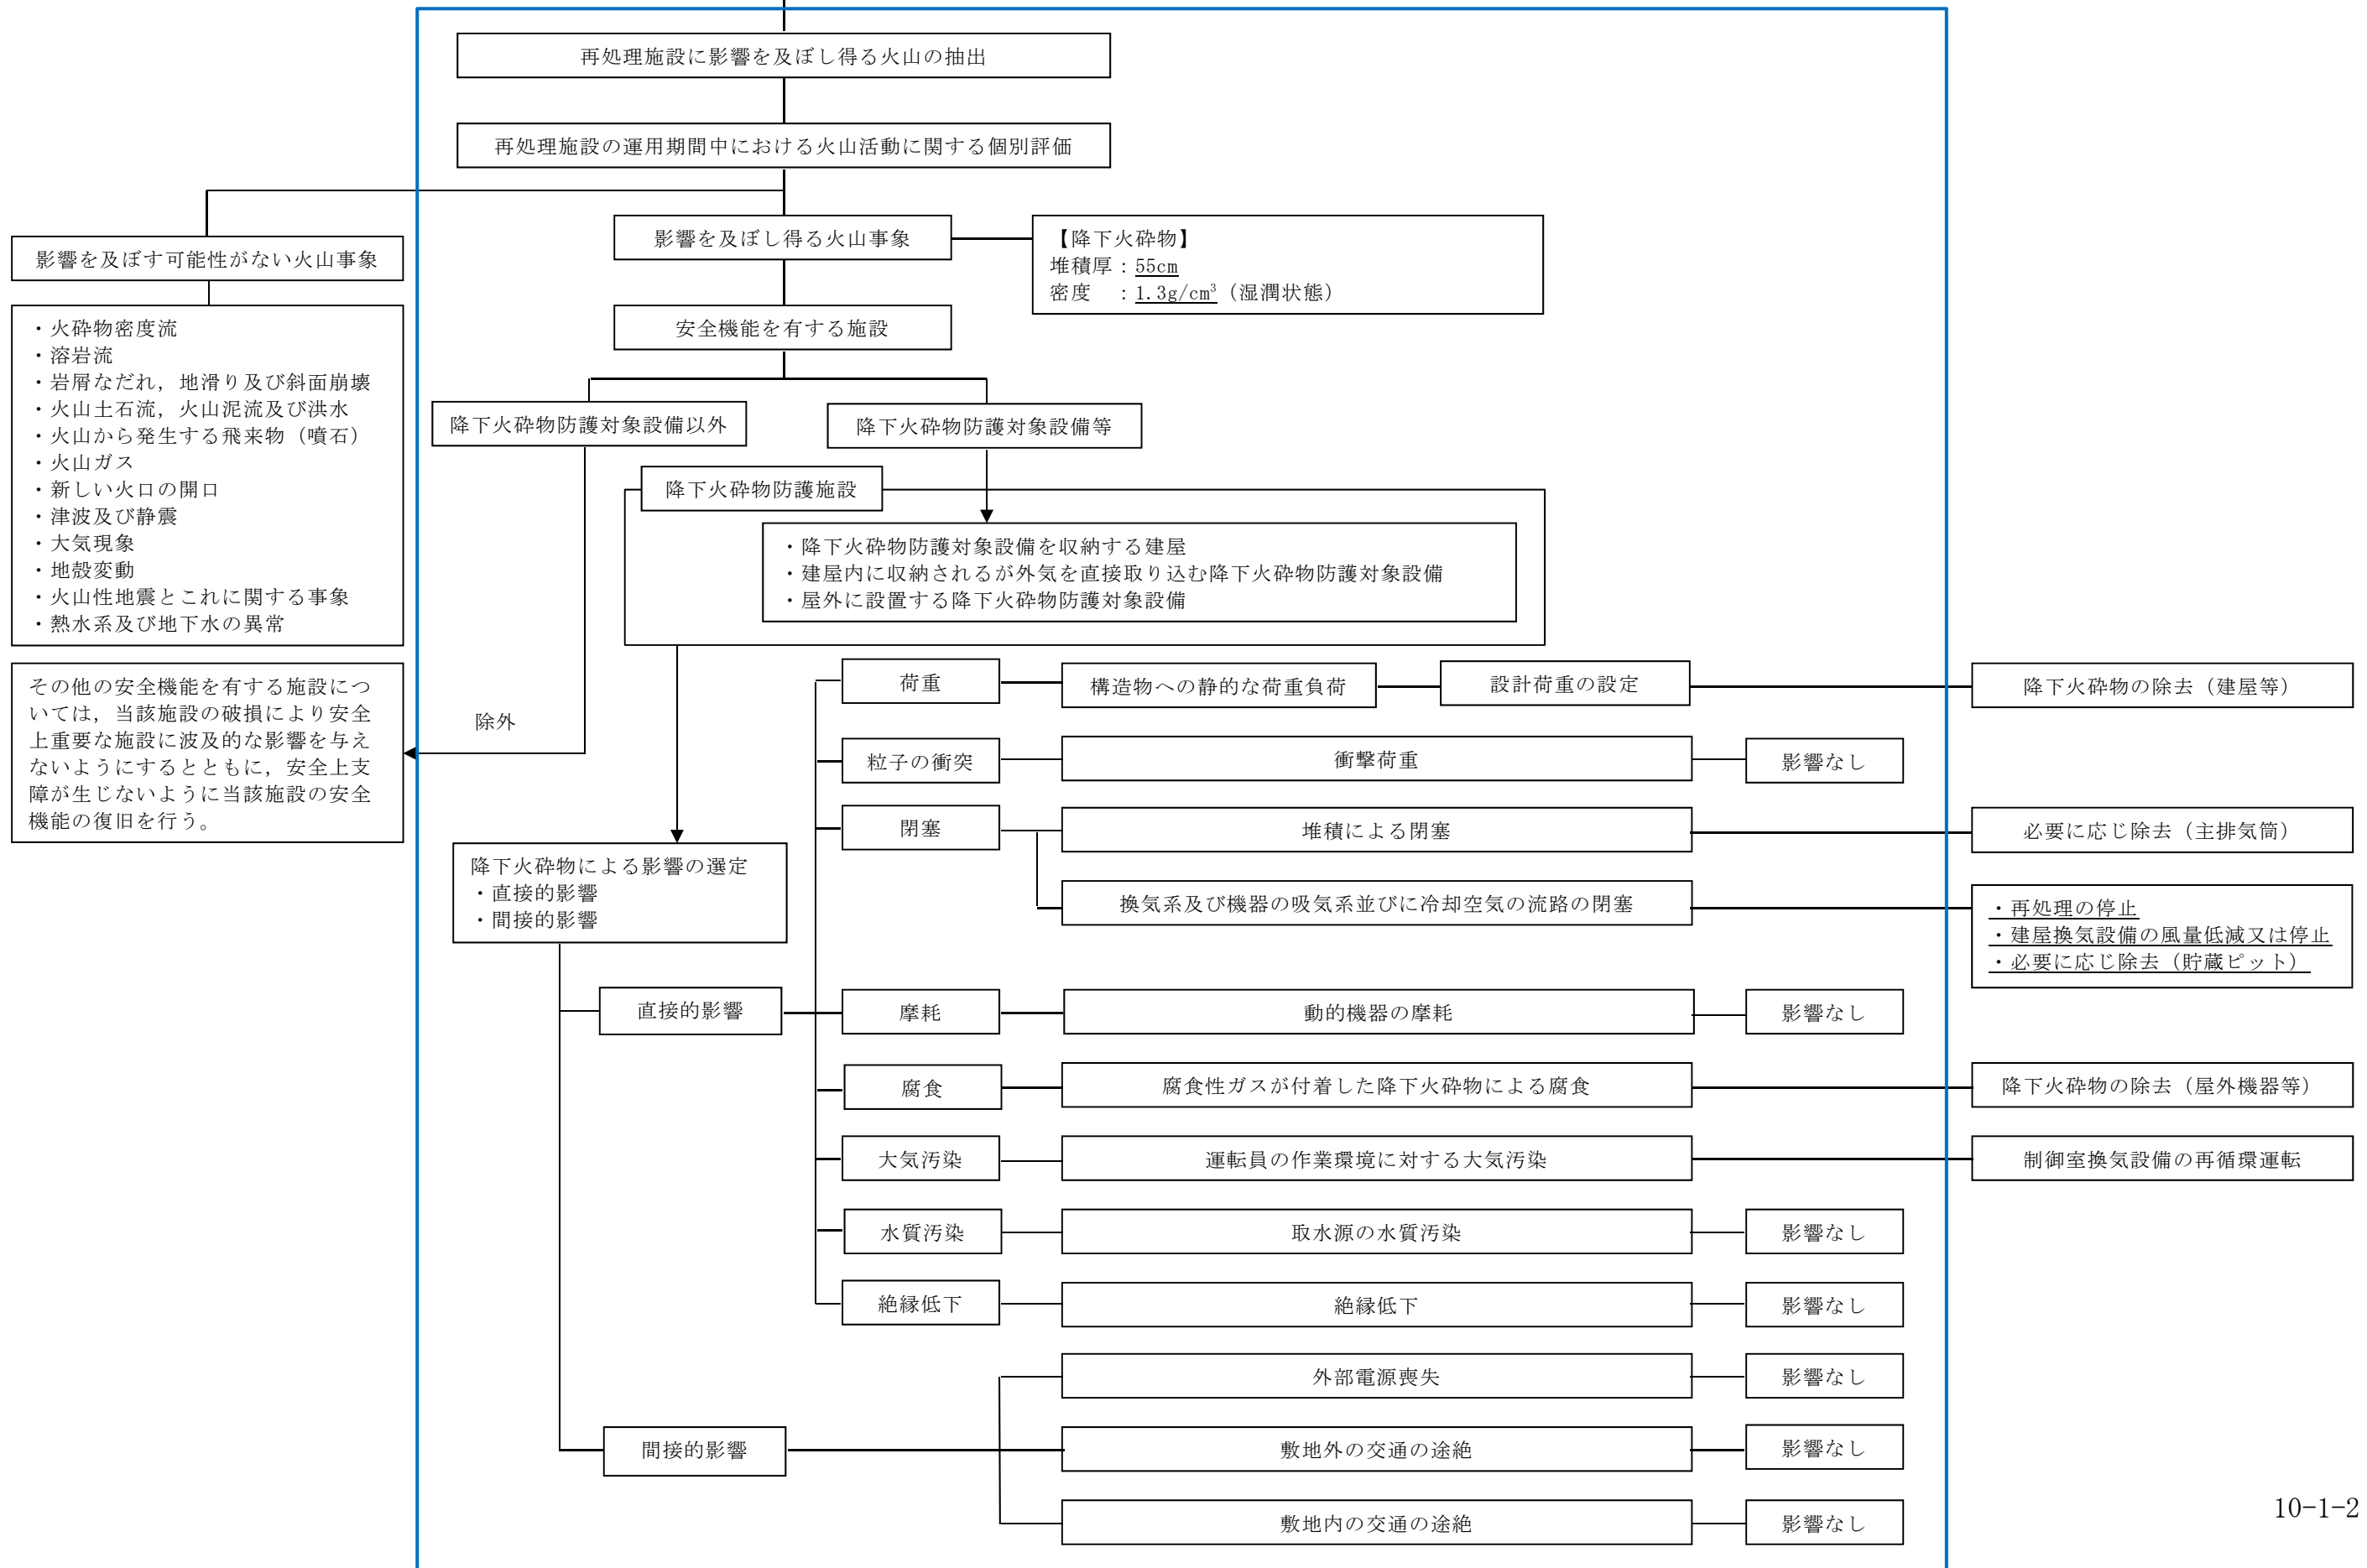 再処理施設に影響を及ぼし得る火山の抽出
再処理施設の運用期間中における火山活動に関する個別評価
影響を及ぼし得る火山事象
【降下火砕物】
堆積厚：55cm
密度　：1.3g/cm³（湿潤状態）
影響を及ぼす可能性がない火山事象
・火砕物密度流
・溶岩流
・岩屑なだれ，地滑り及び斜面崩壊
・火山土石流，火山泥流及び洪水
・火山から発生する飛来物（噴石）
・火山ガス
・新しい火口の開口
・津波及び静震
・大気現象
・地殻変動
・火山性地震とこれに関する事象
・熱水系及び地下水の異常
安全機能を有する施設
降下火砕物防護対象設備以外
降下火砕物防護対象設備等
降下火砕物防護施設
・降下火砕物防護対象設備を収納する建屋
・建屋内に収納されるが外気を直接取り込む降下火砕物防護対象設備
・屋外に設置する降下火砕物防護対象設備
その他の安全機能を有する施設につ
いては，当該施設の破損により安全
上重要な施設に波及的な影響を与え
ないようにするとともに，安全上支
障が生じないように当該施設の安全
機能の復旧を行う。
除外
降下火砕物による影響の選定
・直接的影響
・間接的影響
直接的影響
荷重
構造物への静的な荷重負荷
設計荷重の設定
降下火砕物の除去（建屋等）
粒子の衝突
衝撃荷重
影響なし
閉塞
堆積による閉塞
必要に応じ除去（主排気筒）
換気系及び機器の吸気系並びに冷却空気の流路の閉塞
・再処理の停止
・建屋換気設備の風量低減又は停止
・必要に応じ除去（貯蔵ピット）
摩耗
動的機器の摩耗
影響なし
腐食
腐食性ガスが付着した降下火砕物による腐食
降下火砕物の除去（屋外機器等）
大気汚染
運転員の作業環境に対する大気汚染
制御室換気設備の再循環運転
水質汚染
取水源の水質汚染
影響なし
絶縁低下
絶縁低下
影響なし
間接的影響
外部電源喪失
影響なし
敷地外の交通の途絶
影響なし
敷地内の交通の途絶
影響なし
10-1-2